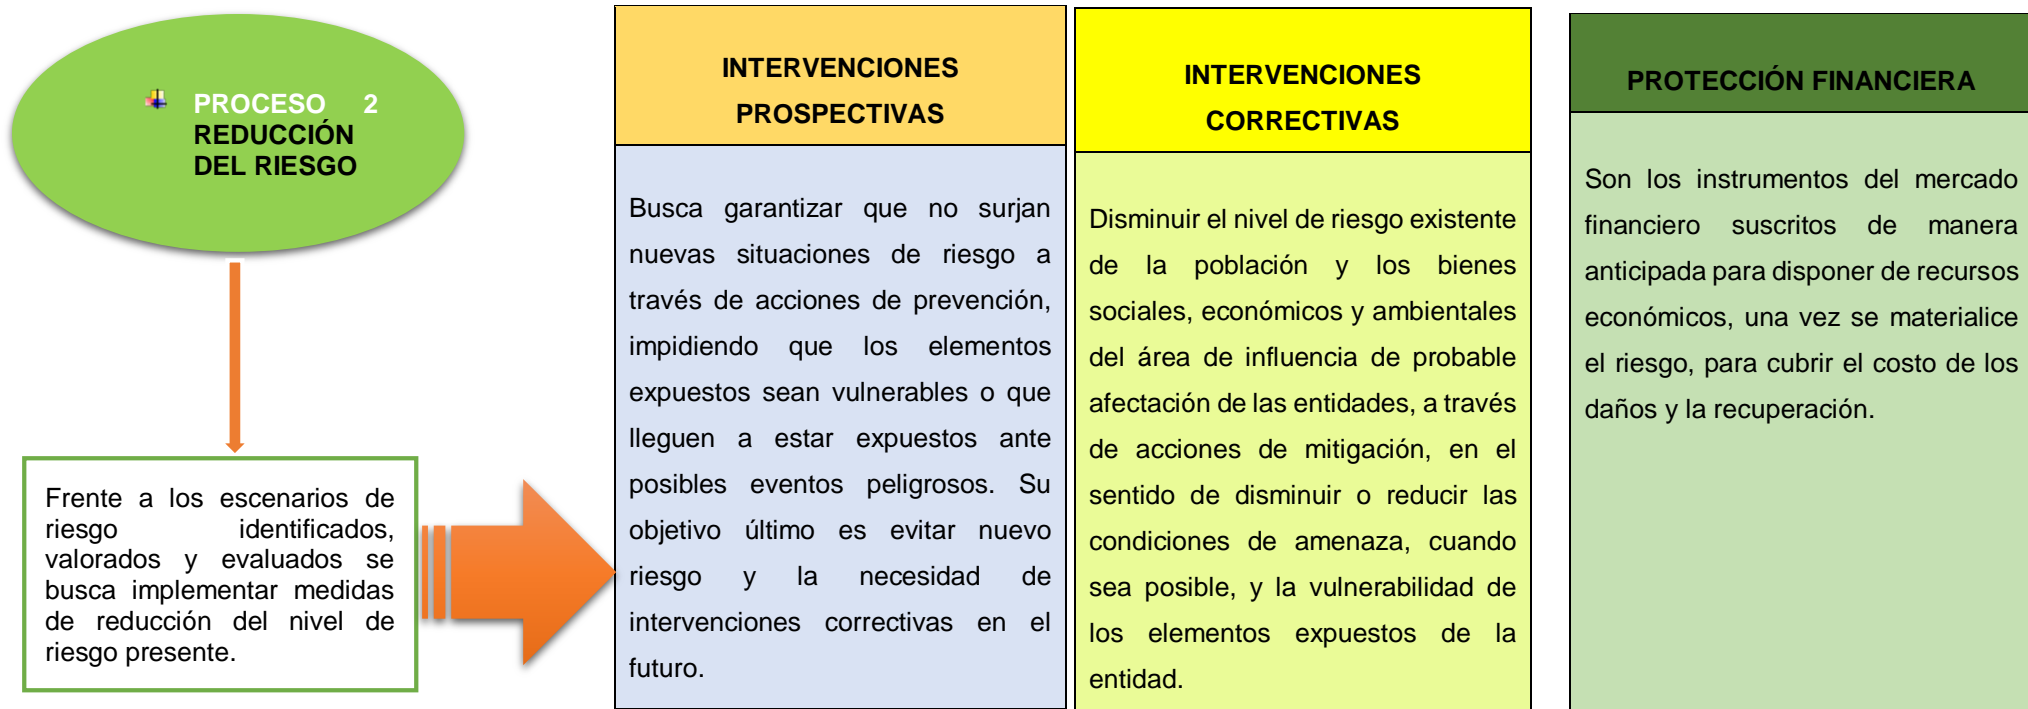 PROCESO 2
REDUCCIÓN
DEL RIESGO
Frente a los escenarios de
riesgo identificados,
valorados y evaluados se
busca implementar medidas
de reducción del nivel de
riesgo presente.
INTERVENCIONES
PROSPECTIVAS
Busca garantizar que no surjan
nuevas situaciones de riesgo a
través de acciones de prevención,
impidiendo que los elementos
expuestos sean vulnerables o que
lleguen a estar expuestos ante
posibles eventos peligrosos. Su
objetivo último es evitar nuevo
riesgo y la necesidad de
intervenciones correctivas en el
futuro.
INTERVENCIONES
CORRECTIVAS
Disminuir el nivel de riesgo existente
de la población y los bienes
sociales, económicos y ambientales
del área de influencia de probable
afectación de las entidades, a través
de acciones de mitigación, en el
sentido de disminuir o reducir las
condiciones de amenaza, cuando
sea posible, y la vulnerabilidad de
los elementos expuestos de la
entidad.
PROTECCIÓN FINANCIERA
Son los instrumentos del mercado
financiero suscritos de manera
anticipada para disponer de recursos
económicos, una vez se materialice
el riesgo, para cubrir el costo de los
daños y la recuperación.